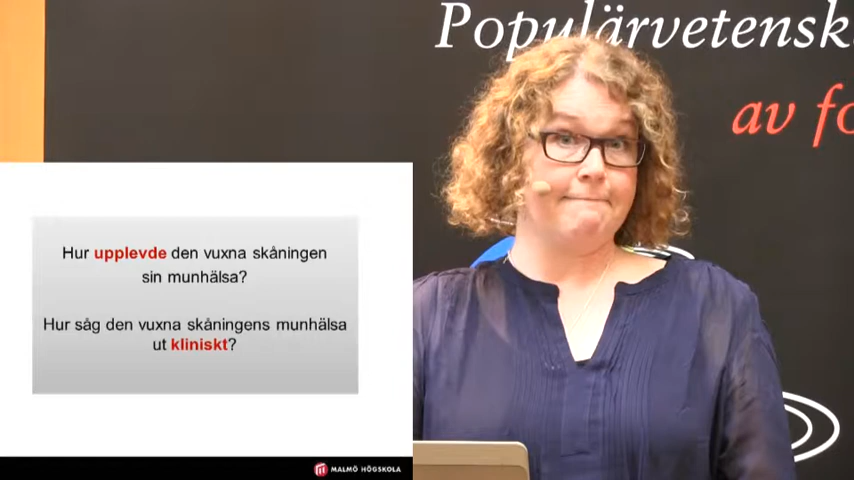 Populärvetensk
av fo
Hur upplevde den vuxna skåningen
sin munhälsa?
Hur såg den vuxna skåningens munhälsa
ut kliniskt?
MALMÖ HÖGSKOLA